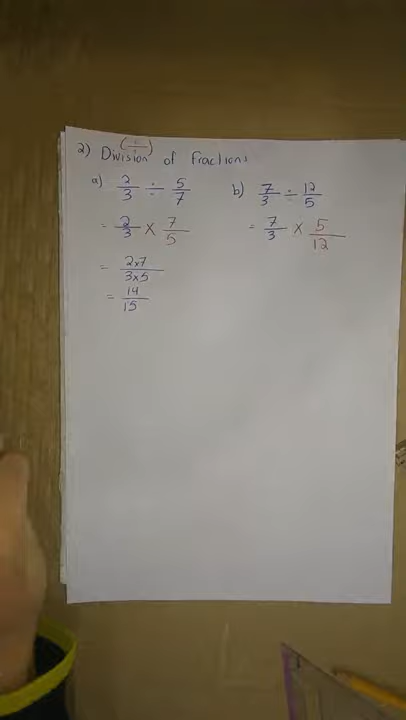 2) Division (÷) of Fractions
a) 2/3 ÷ 5/7
= 2/3 × 7/5
= 2×7/3×5
= 14/15
b) 7/3 ÷ 12/5
= 7/3 × 5/12